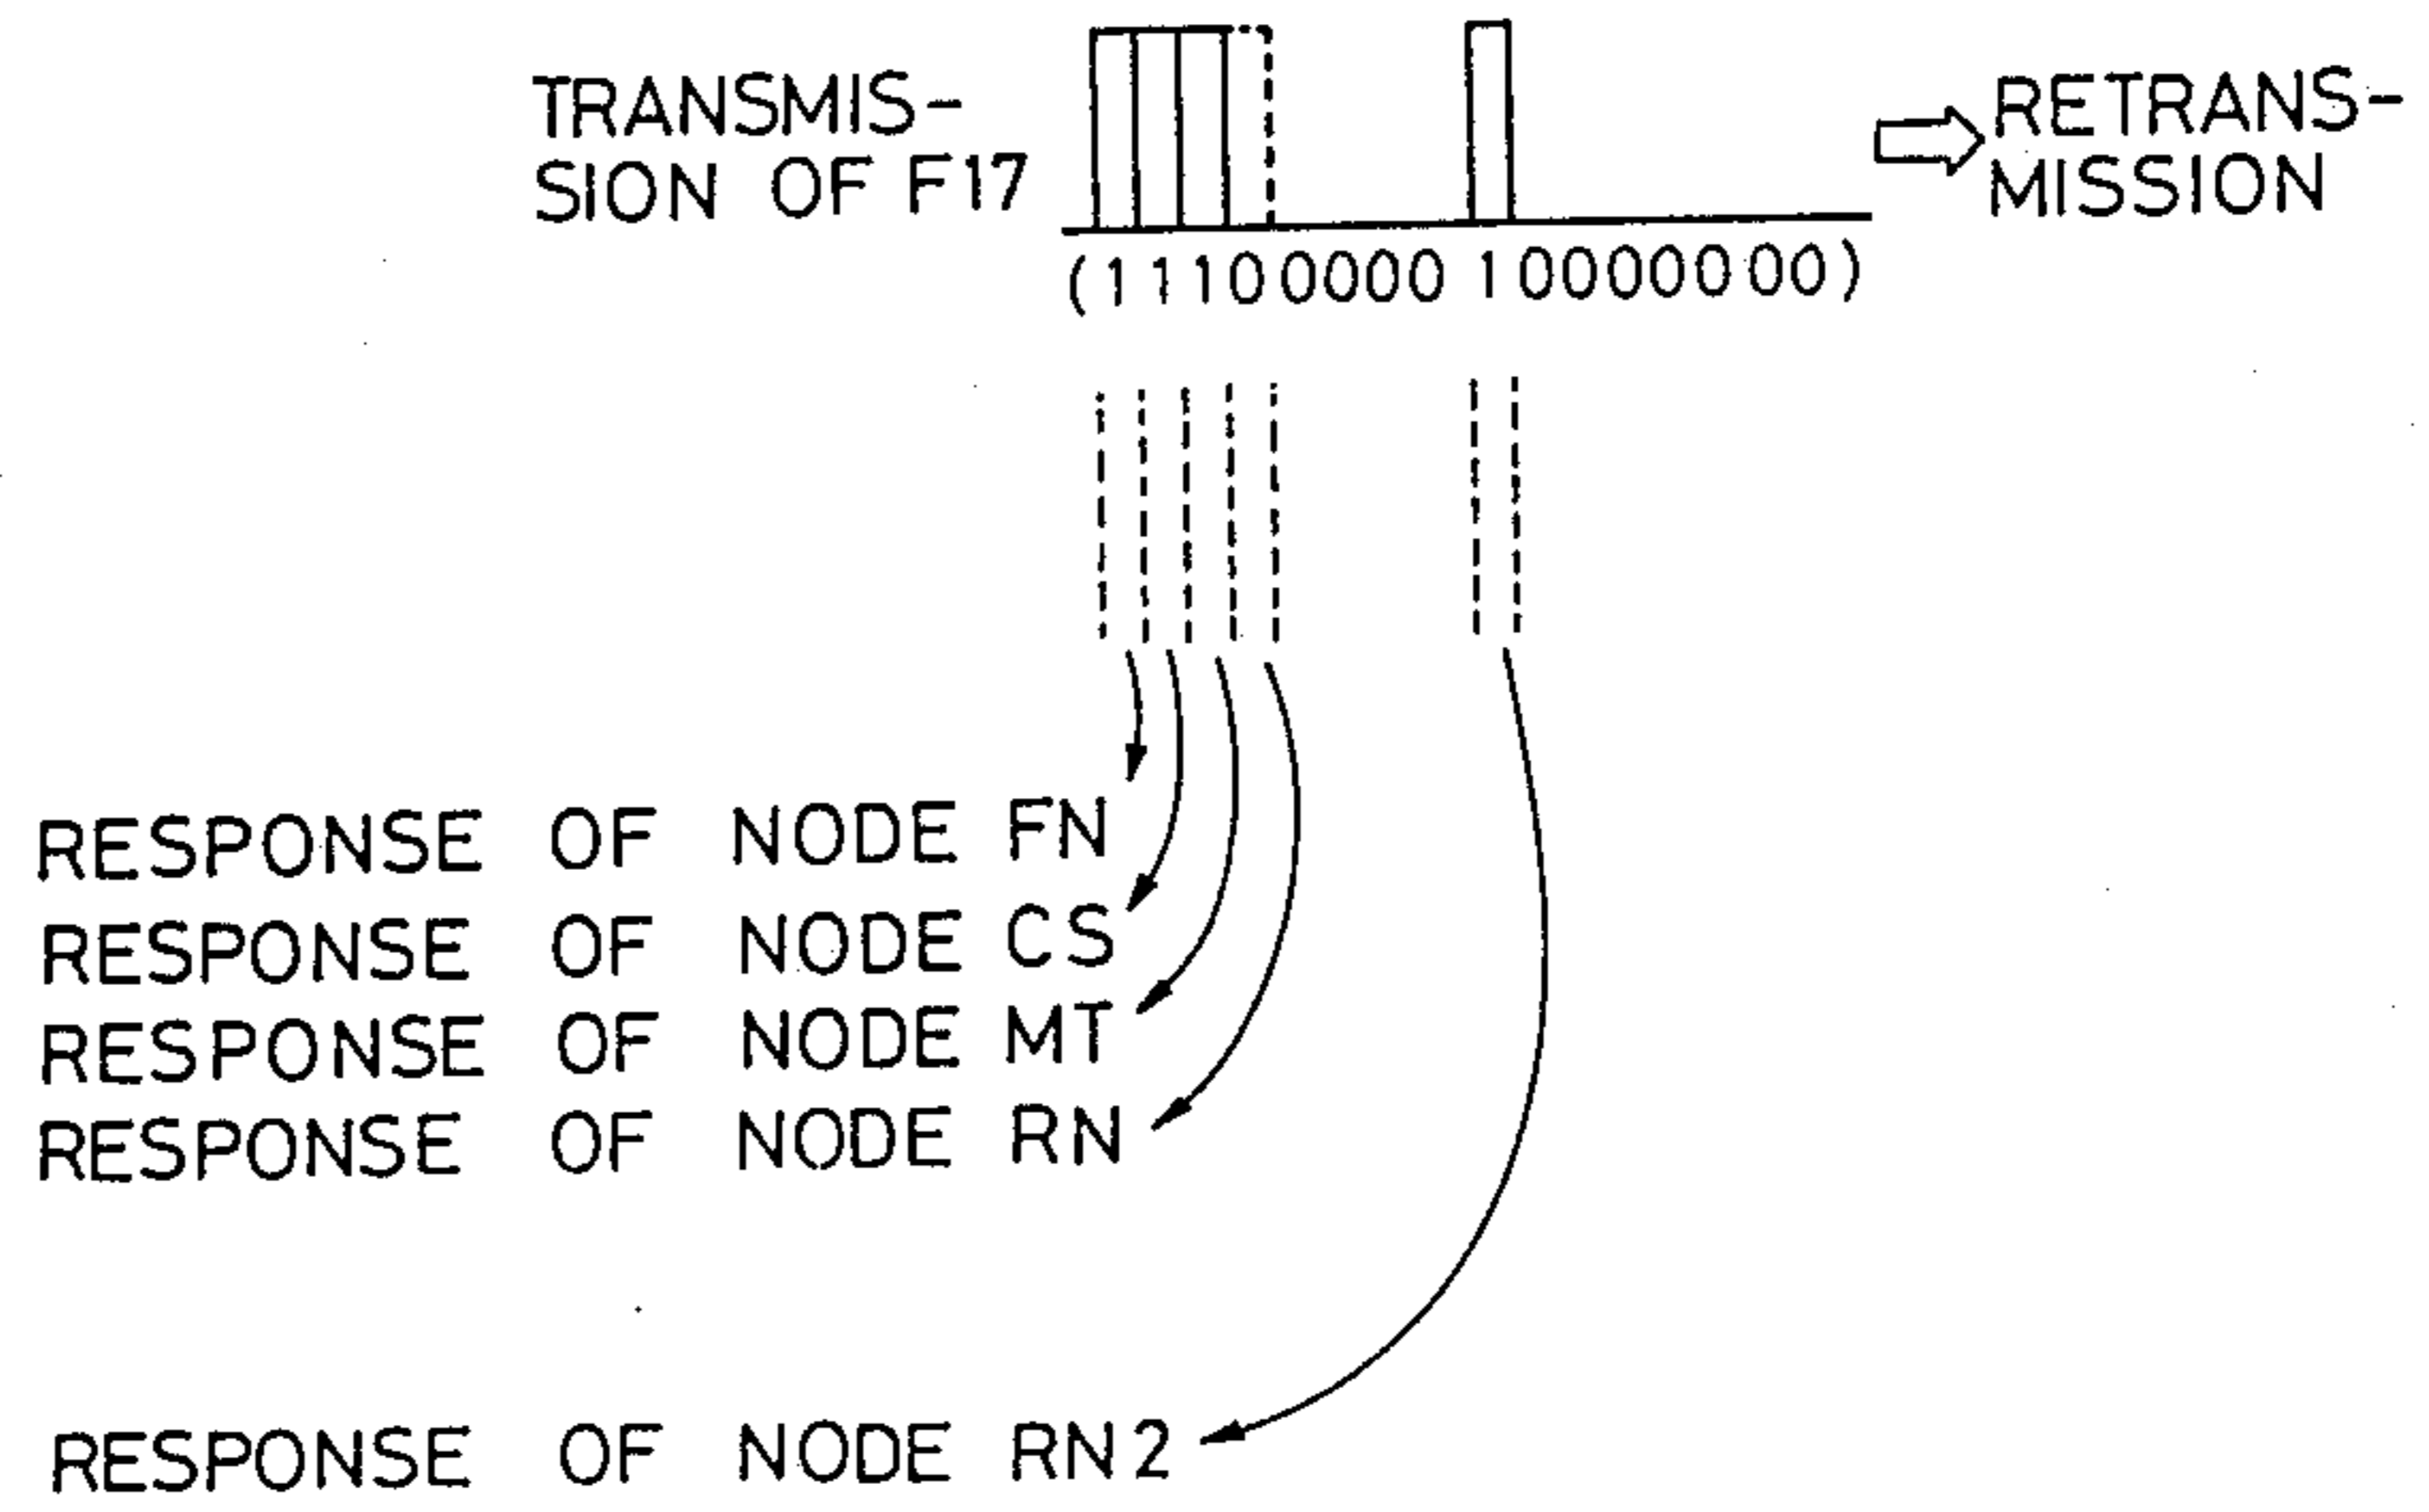 TRANSMIS-
SION OF F17
RETRANS-
MISSION
(11100000 10000000)
RESPONSE OF NODE FN
RESPONSE OF NODE CS
RESPONSE OF NODE MT
RESPONSE OF NODE RN
RESPONSE OF NODE RN2